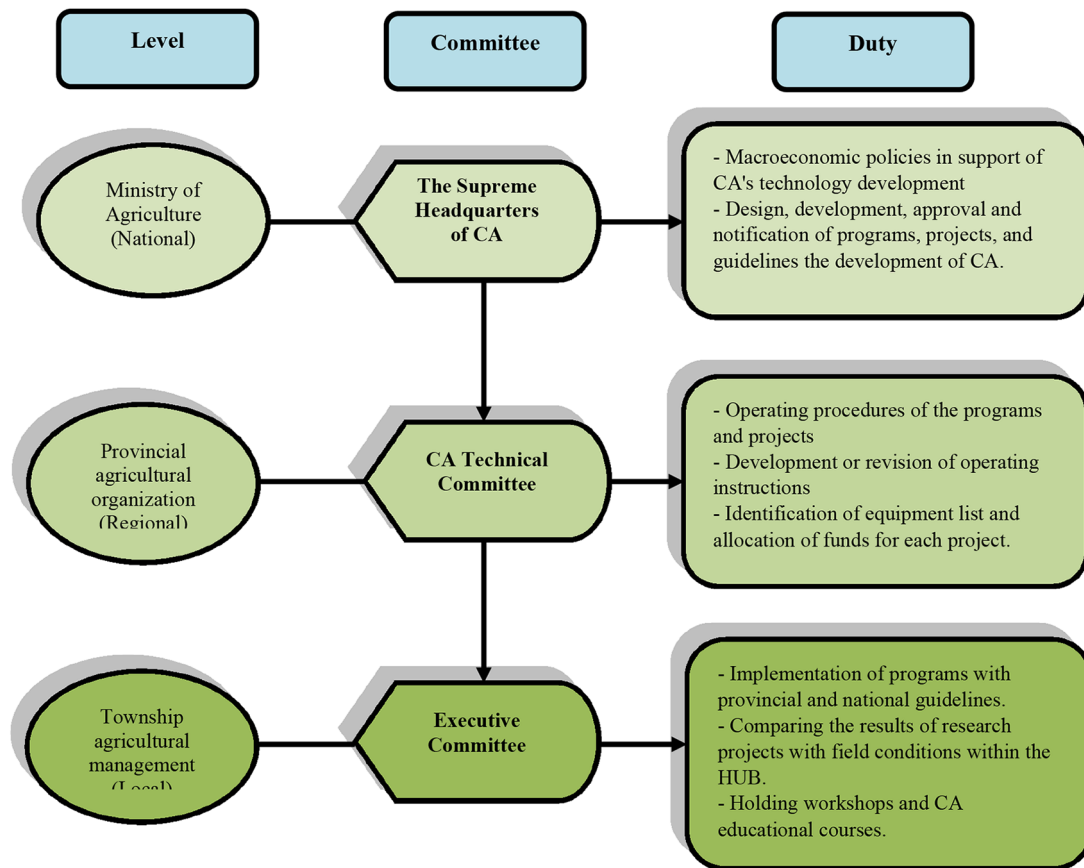 Level
Committee
Duty
Ministry of
Agriculture
(National)
The Supreme
Headquarters
of CA
- Macroeconomic policies in support of
CA's technology development
- Design, development, approval and
notification of programs, projects, and
guidelines the development of CA.
Provincial
agricultural
organization
(Regional)
CA Technical
Committee
- Operating procedures of the programs
and projects
- Development or revision of operating
instructions
- Identification of equipment list and
allocation of funds for each project.
Township
agricultural
management
(Local)
Executive
Committee
- Implementation of programs with
provincial and national guidelines.
- Comparing the results of research
projects with field conditions within the
HUB.
- Holding workshops and CA
educational courses.